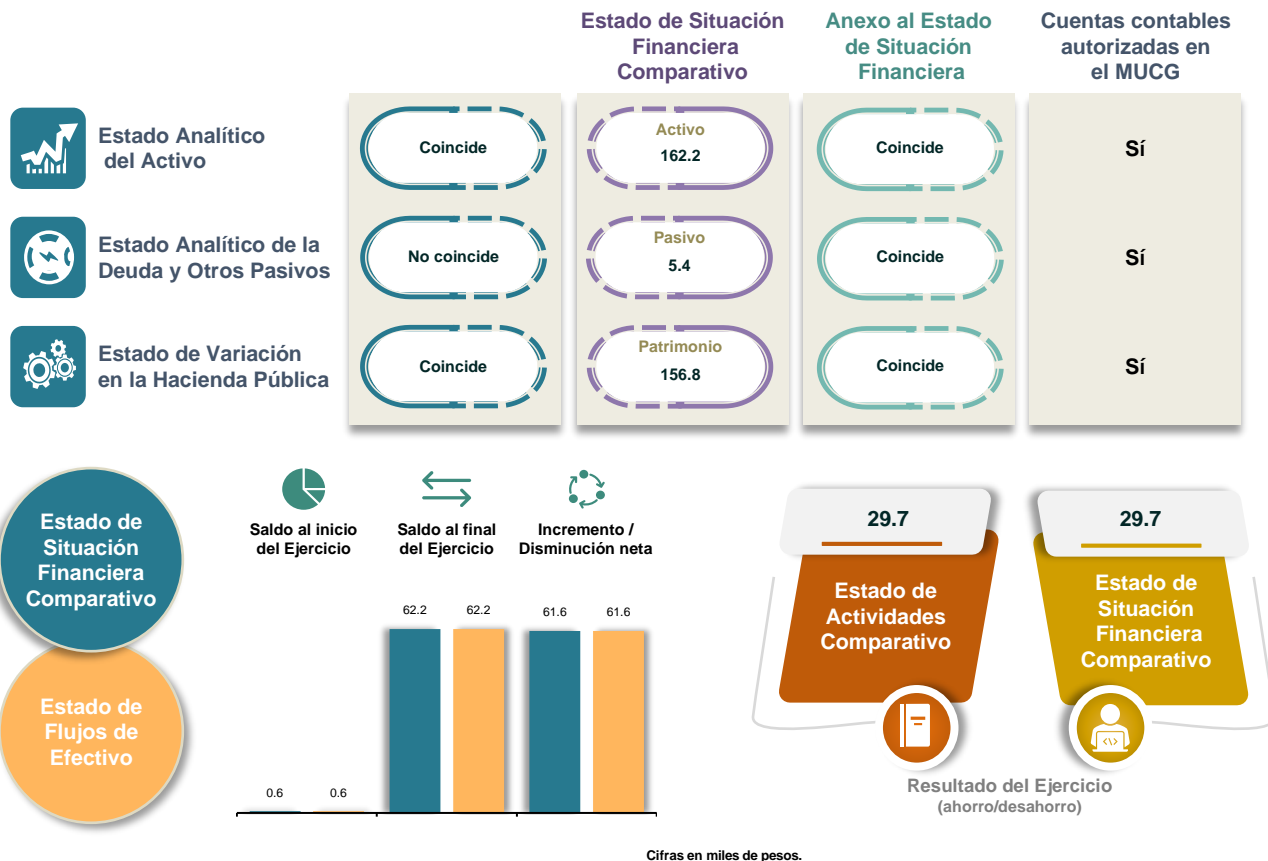 Estado de Situación
Financiera
Comparativo
Anexo al Estado
de Situación
Financiera
Cuentas contables
autorizadas en
el MUCG
Estado Analítico
del Activo
Coincide
Activo
162.2
Coincide
Sí
Estado Analítico de la
Deuda y Otros Pasivos
No coincide
Pasivo
5.4
Coincide
Sí
Estado de Variación
en la Hacienda Pública
Coincide
Patrimonio
156.8
Coincide
Sí
Estado de
Situación
Financiera
Comparativo
Estado de
Flujos de
Efectivo
Saldo al inicio
del Ejercicio
Saldo al final
del Ejercicio
Incremento /
Disminución neta
0.6
0.6
62.2
62.2
61.6
61.6
29.7
Estado de
Actividades
Comparativo
29.7
Estado de
Situación
Financiera
Comparativo
Resultado del Ejercicio
(ahorro/desahorro)
Cifras en miles de pesos.